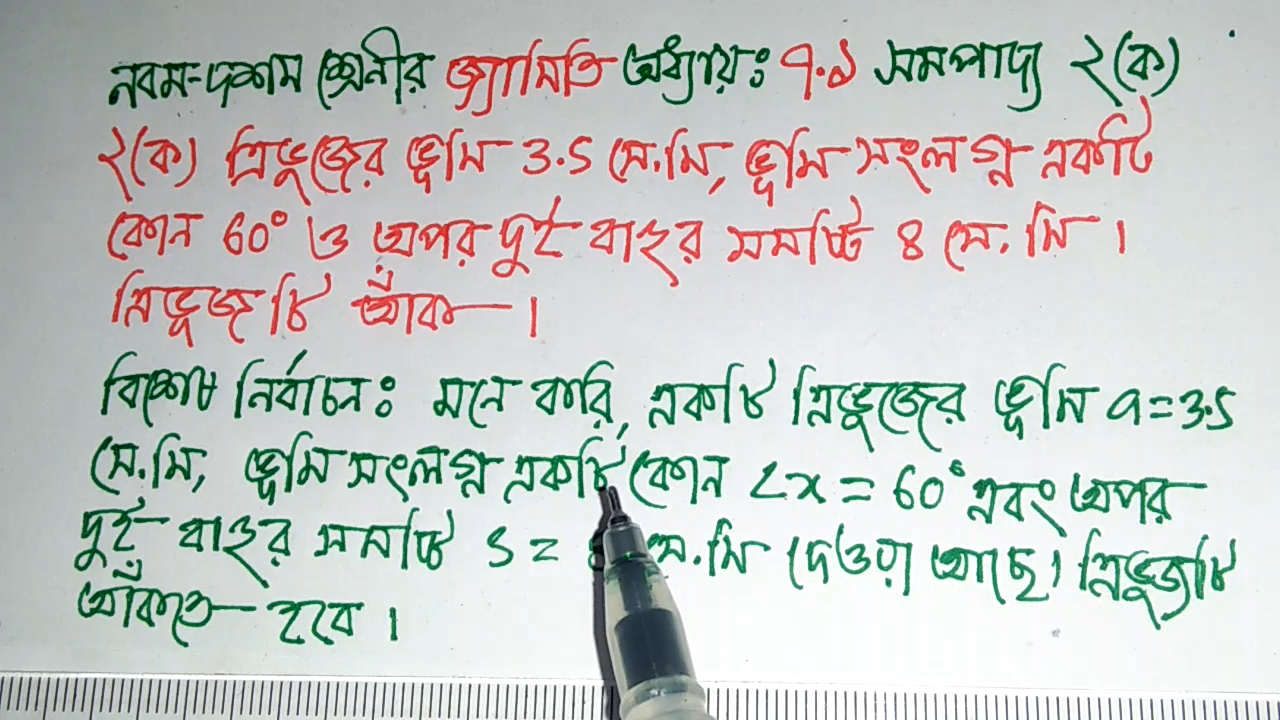 নবম-দশম শ্রেনীর জ্যামিতি অধ্যায়ঃ ৭.১ সমপাদ্য ২(ক)
২(ক) ত্রিভুজের ভূমি 3.5 সে.মি, ভূমি সংলগ্ন একটি
কোন 60° ও অপর দুই বাহুর সমষ্টি 8 সে.মি।
ত্রিভুজটি আঁক।
বিশেষ নির্বাচনঃ মনে করি, একটি ত্রিভুজের ভূমি a=3.5
সে.মি, ভূমি সংলগ্ন একটি কোন ∠x = 60° এবং অপর
দুই বাহুর সমষ্টি s = সে.মি দেওয়া আছে। ত্রিভুজটি
আঁকতে হবে।